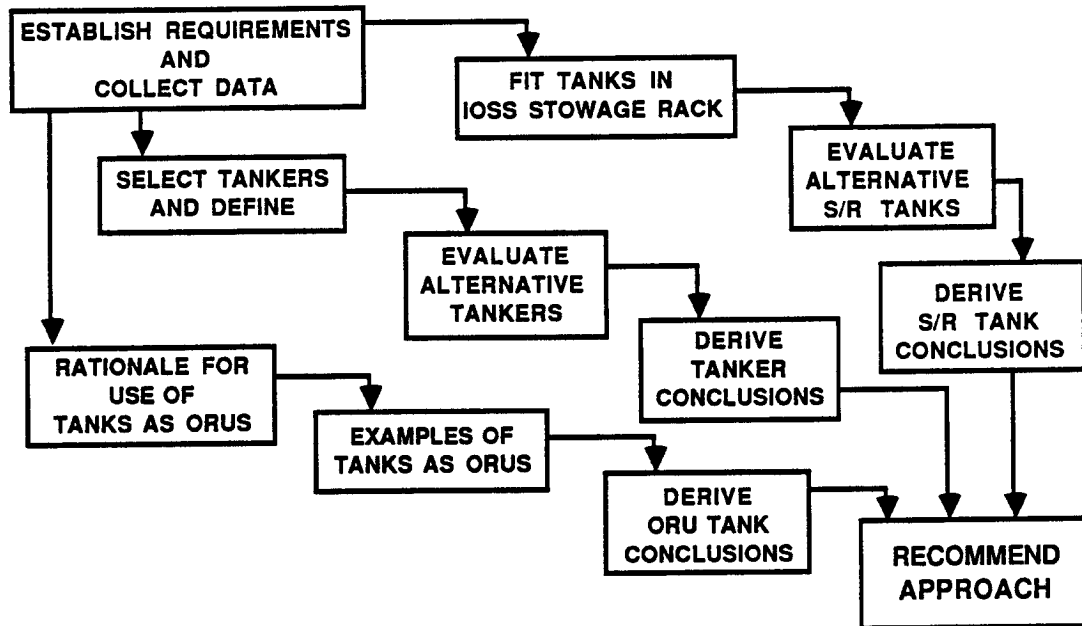 ESTABLISH REQUIREMENTS
AND
COLLECT DATA
FIT TANKS IN
IOSS STOWAGE RACK
EVALUATE
ALTERNATIVE
S/R TANKS
DERIVE
S/R TANK
CONCLUSIONS
SELECT TANKERS
AND DEFINE
EVALUATE
ALTERNATIVE
TANKERS
DERIVE
TANKER
CONCLUSIONS
RATIONALE FOR
USE OF
TANKS AS ORUS
EXAMPLES OF
TANKS AS ORUS
DERIVE
ORU TANK
CONCLUSIONS
RECOMMEND
APPROACH